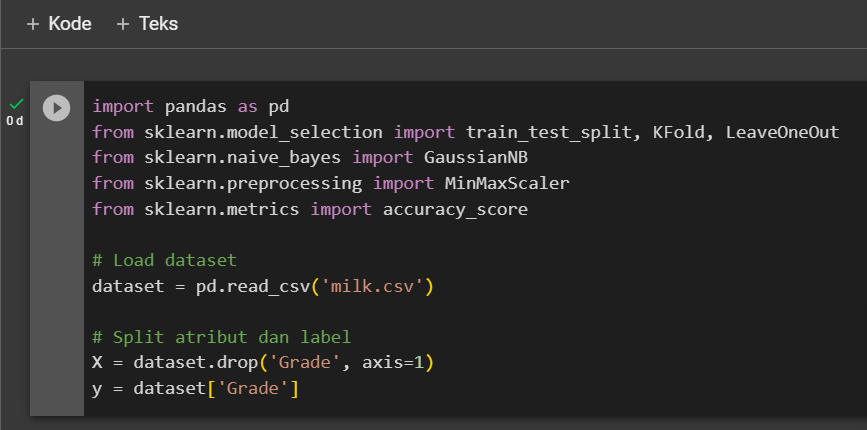 + Kode + Teks
0 d
import pandas as pd
from sklearn.model_selection import train_test_split, KFold, LeaveOneOut
from sklearn.naive_bayes import GaussianNB
from sklearn.preprocessing import MinMaxScaler
from sklearn.metrics import accuracy_score
# Load dataset
dataset = pd.read_csv('milk.csv')
# Split atribut dan label
X = dataset.drop('Grade', axis=1)
y = dataset['Grade']